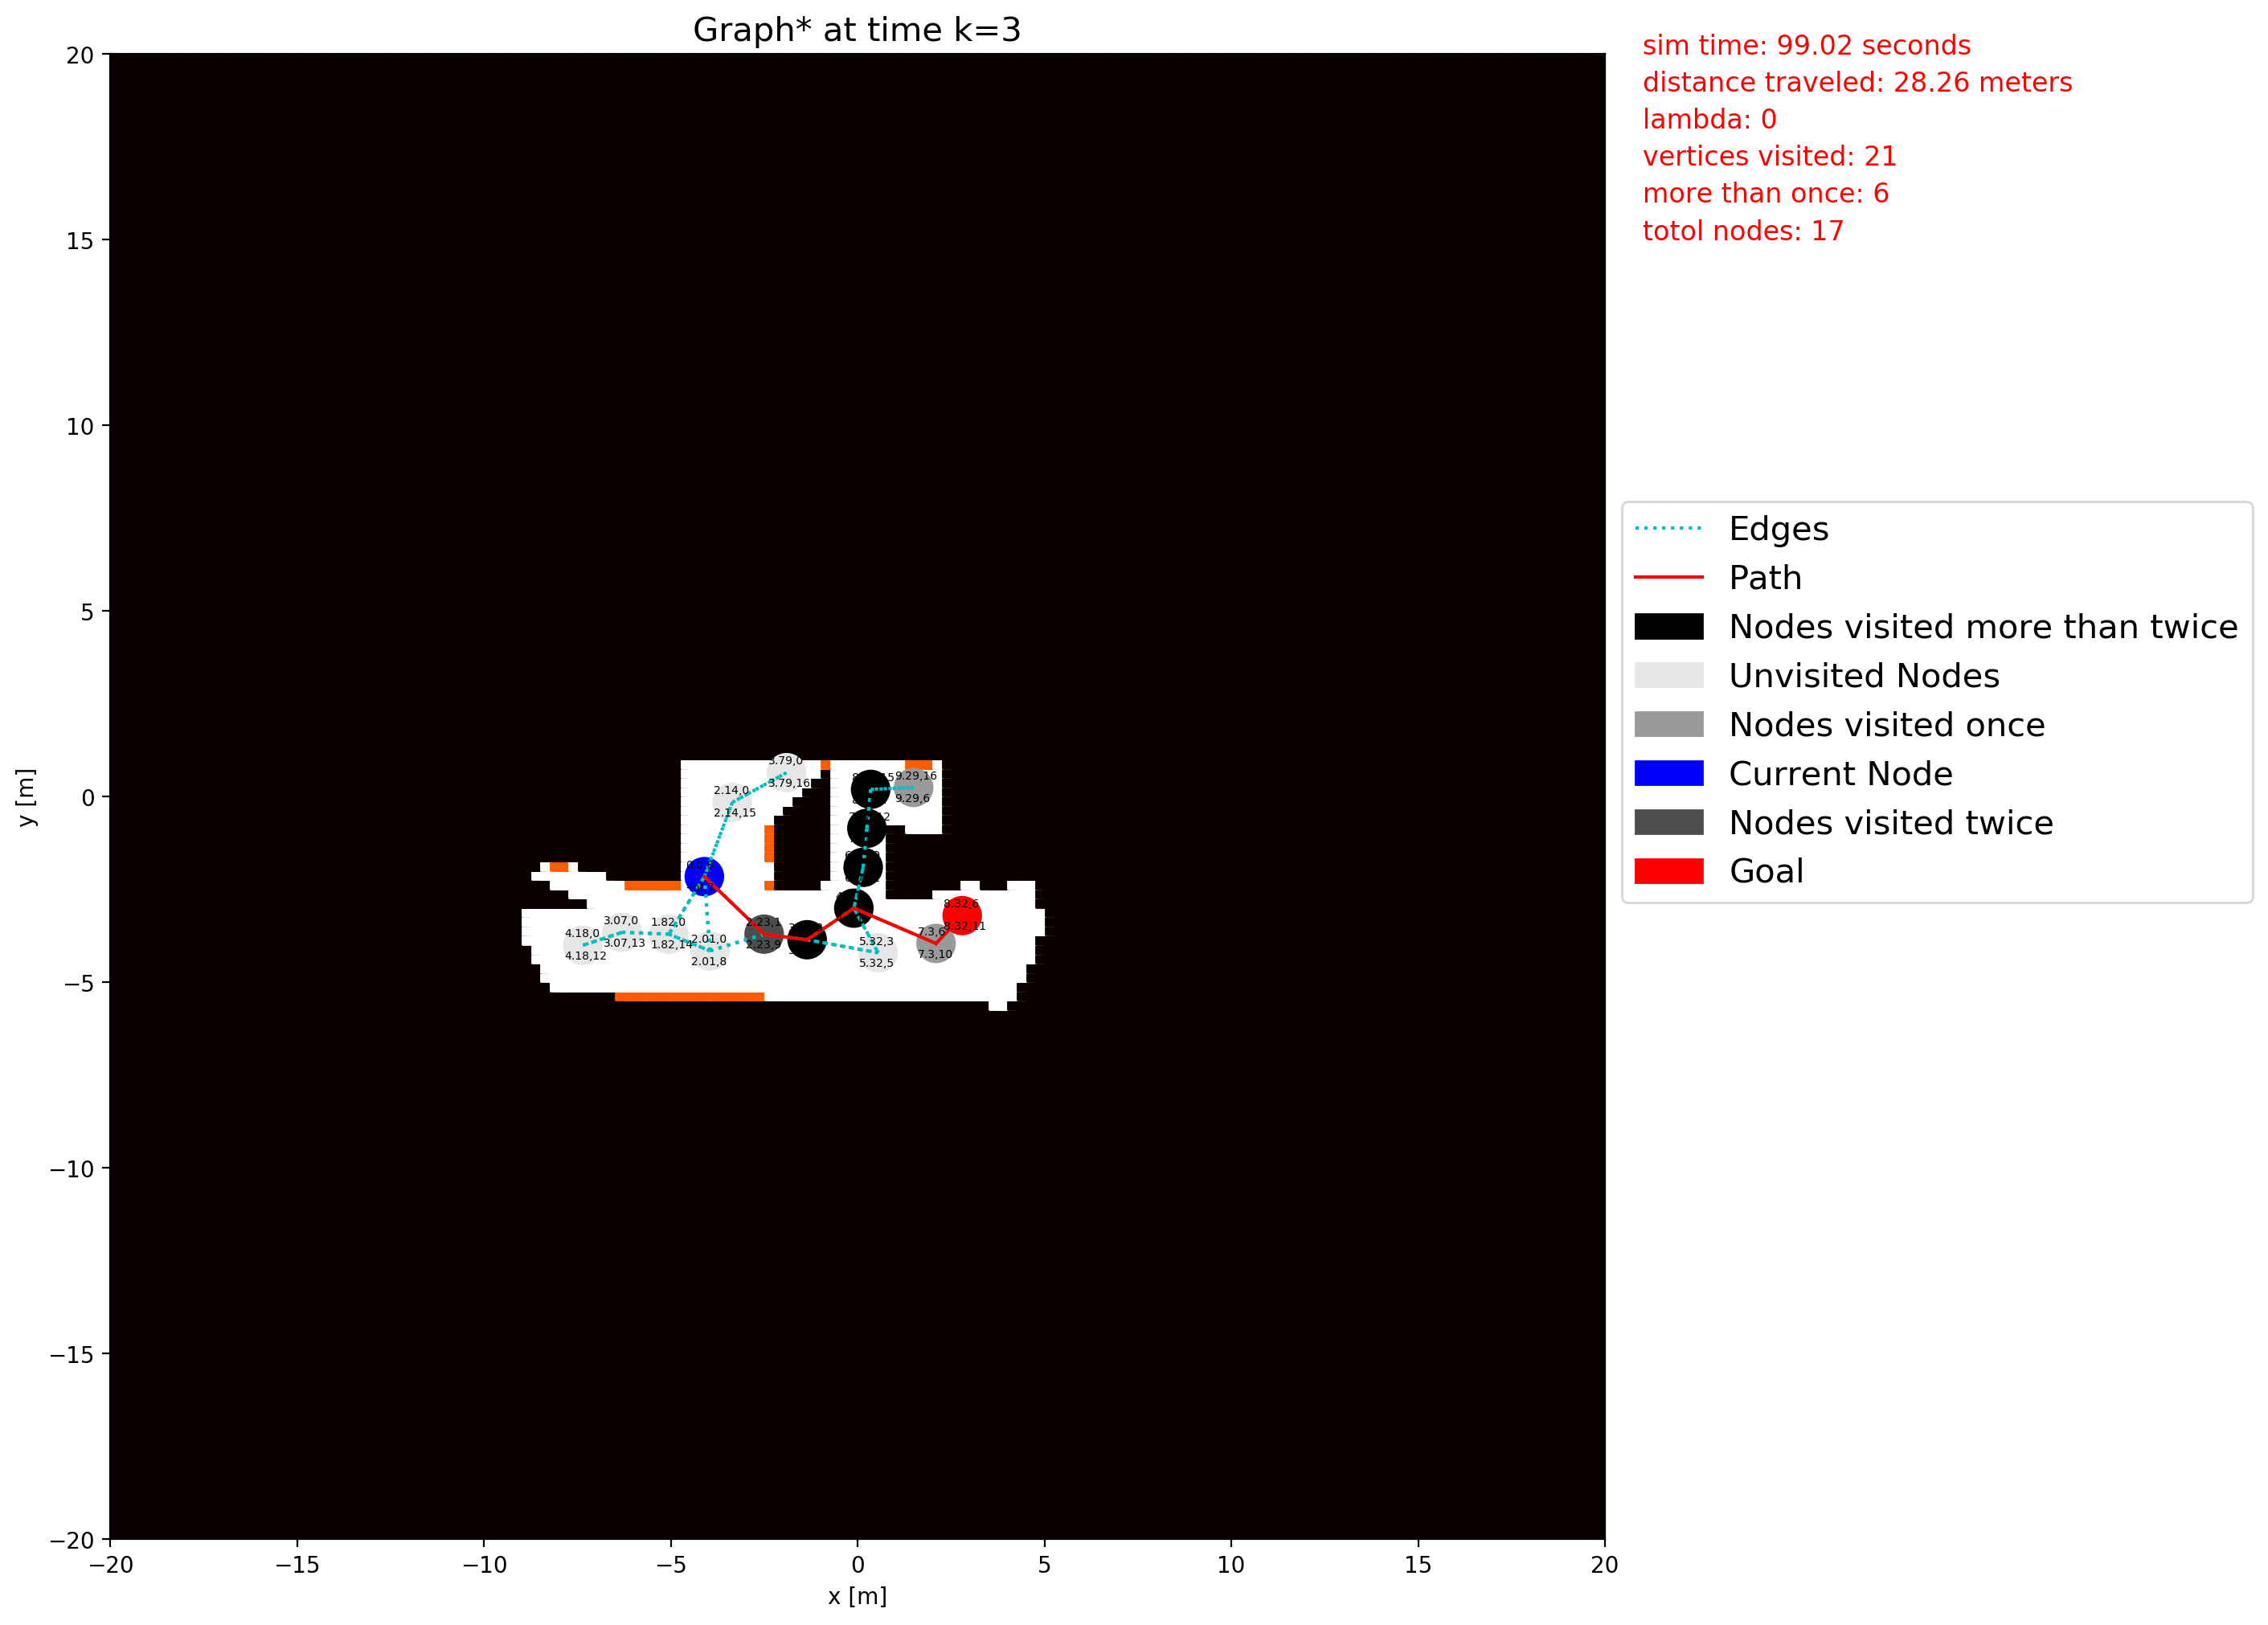 Graph* at time k=3
sim time: 99.02 seconds
distance traveled: 28.26 meters
lambda: 0
vertices visited: 21
more than once: 6
totol nodes: 17
20
15
10
5
0
−5
−10
−15
−20
y [m]
−20
−15
−10
−5
0
5
10
15
20
x [m]
3.79,0
3.79,16
2.14,0
2.14,15
9.29,16
9.29,6
4.18,0
4.18,12
3.07,0
3.07,13
1.82,0
1.82,14
2.01,0
2.01,8
2.23,1
2.23,9
5.32,3
5.32,5
7.3,6
7.3,10
8.32,6
8.32,11
Edges
Path
Nodes visited more than twice
Unvisited Nodes
Nodes visited once
Current Node
Nodes visited twice
Goal